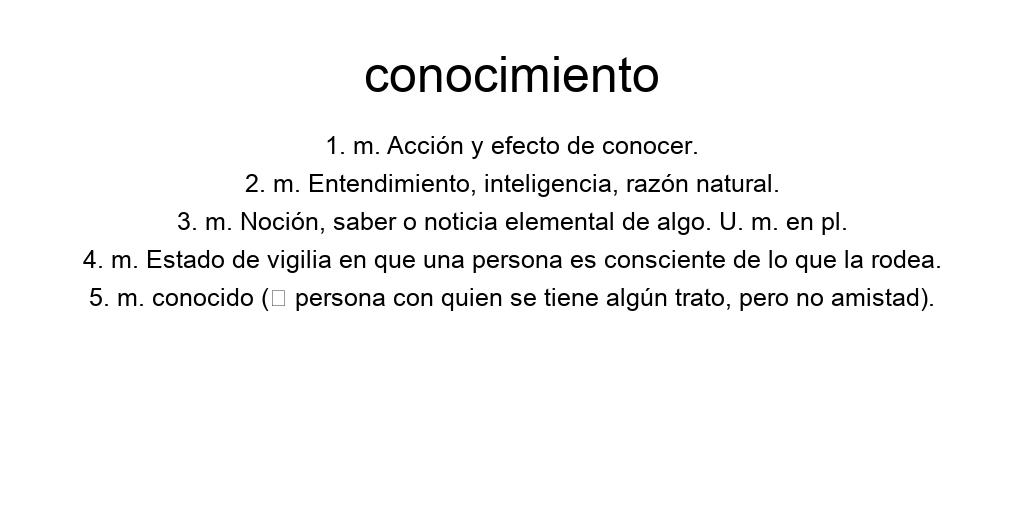 conocimiento
1. m. Acción y efecto de conocer.
2. m. Entendimiento, inteligencia, razón natural.
3. m. Noción, saber o noticia elemental de algo. U. m. en pl.
4. m. Estado de vigilia en que una persona es consciente de lo que la rodea.
5. m. conocido (□ persona con quien se tiene algún trato, pero no amistad).